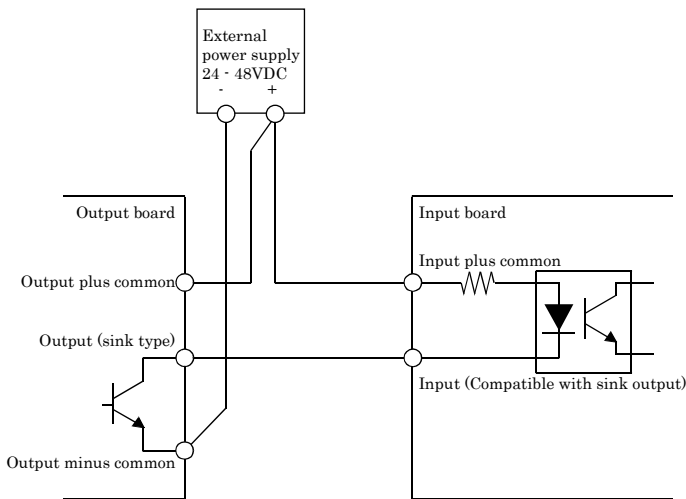 External
power supply
24 - 48VDC
- +
Output board
Input board
Input plus common
Output plus common
Output (sink type)
Input (Compatible with sink output)
Output minus common